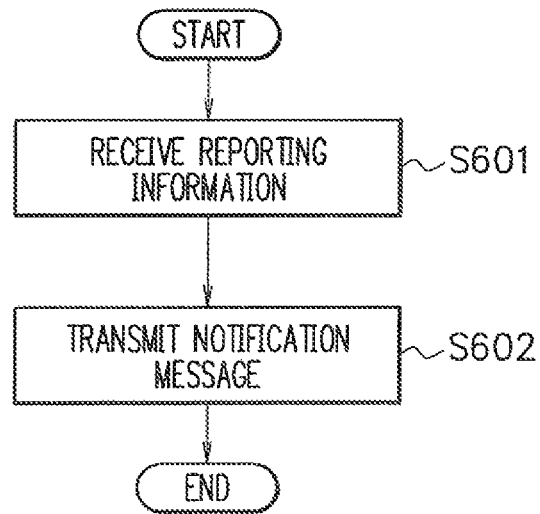 START
RECEIVE REPORTING
INFORMATION
S601
TRANSMIT NOTIFICATION
MESSAGE
S602
END